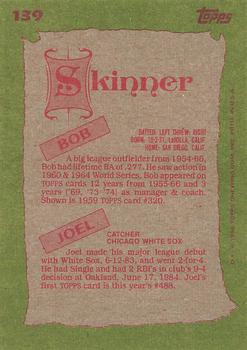 139
Topps
Skinner
BOB
BATTED: LEFT THREW: RIGHT
BORN: 10-3-31, LaJOLLA, CALIF.
HOME: SAN DIEGO, CALIF.
A big league outfielder from 1954-66,
Bob had lifetime BA of .277. He saw action in
1960 & 1964 World Series. Bob appeared on
TOPPS cards 12 years from 1955-66 and 3
years ('69, '73 '74) as manager & coach.
Shown is 1959 TOPPS card #320.
JOEL
CATCHER
CHICAGO WHITE SOX
Joel made his major league debut
with White Sox, 6-12-83, and went 2-for-4.
He had Single and had 2 RBI's in club's 9-4
decision at Oakland, June 17, 1984. Joel's
first TOPPS card is this year's #488.